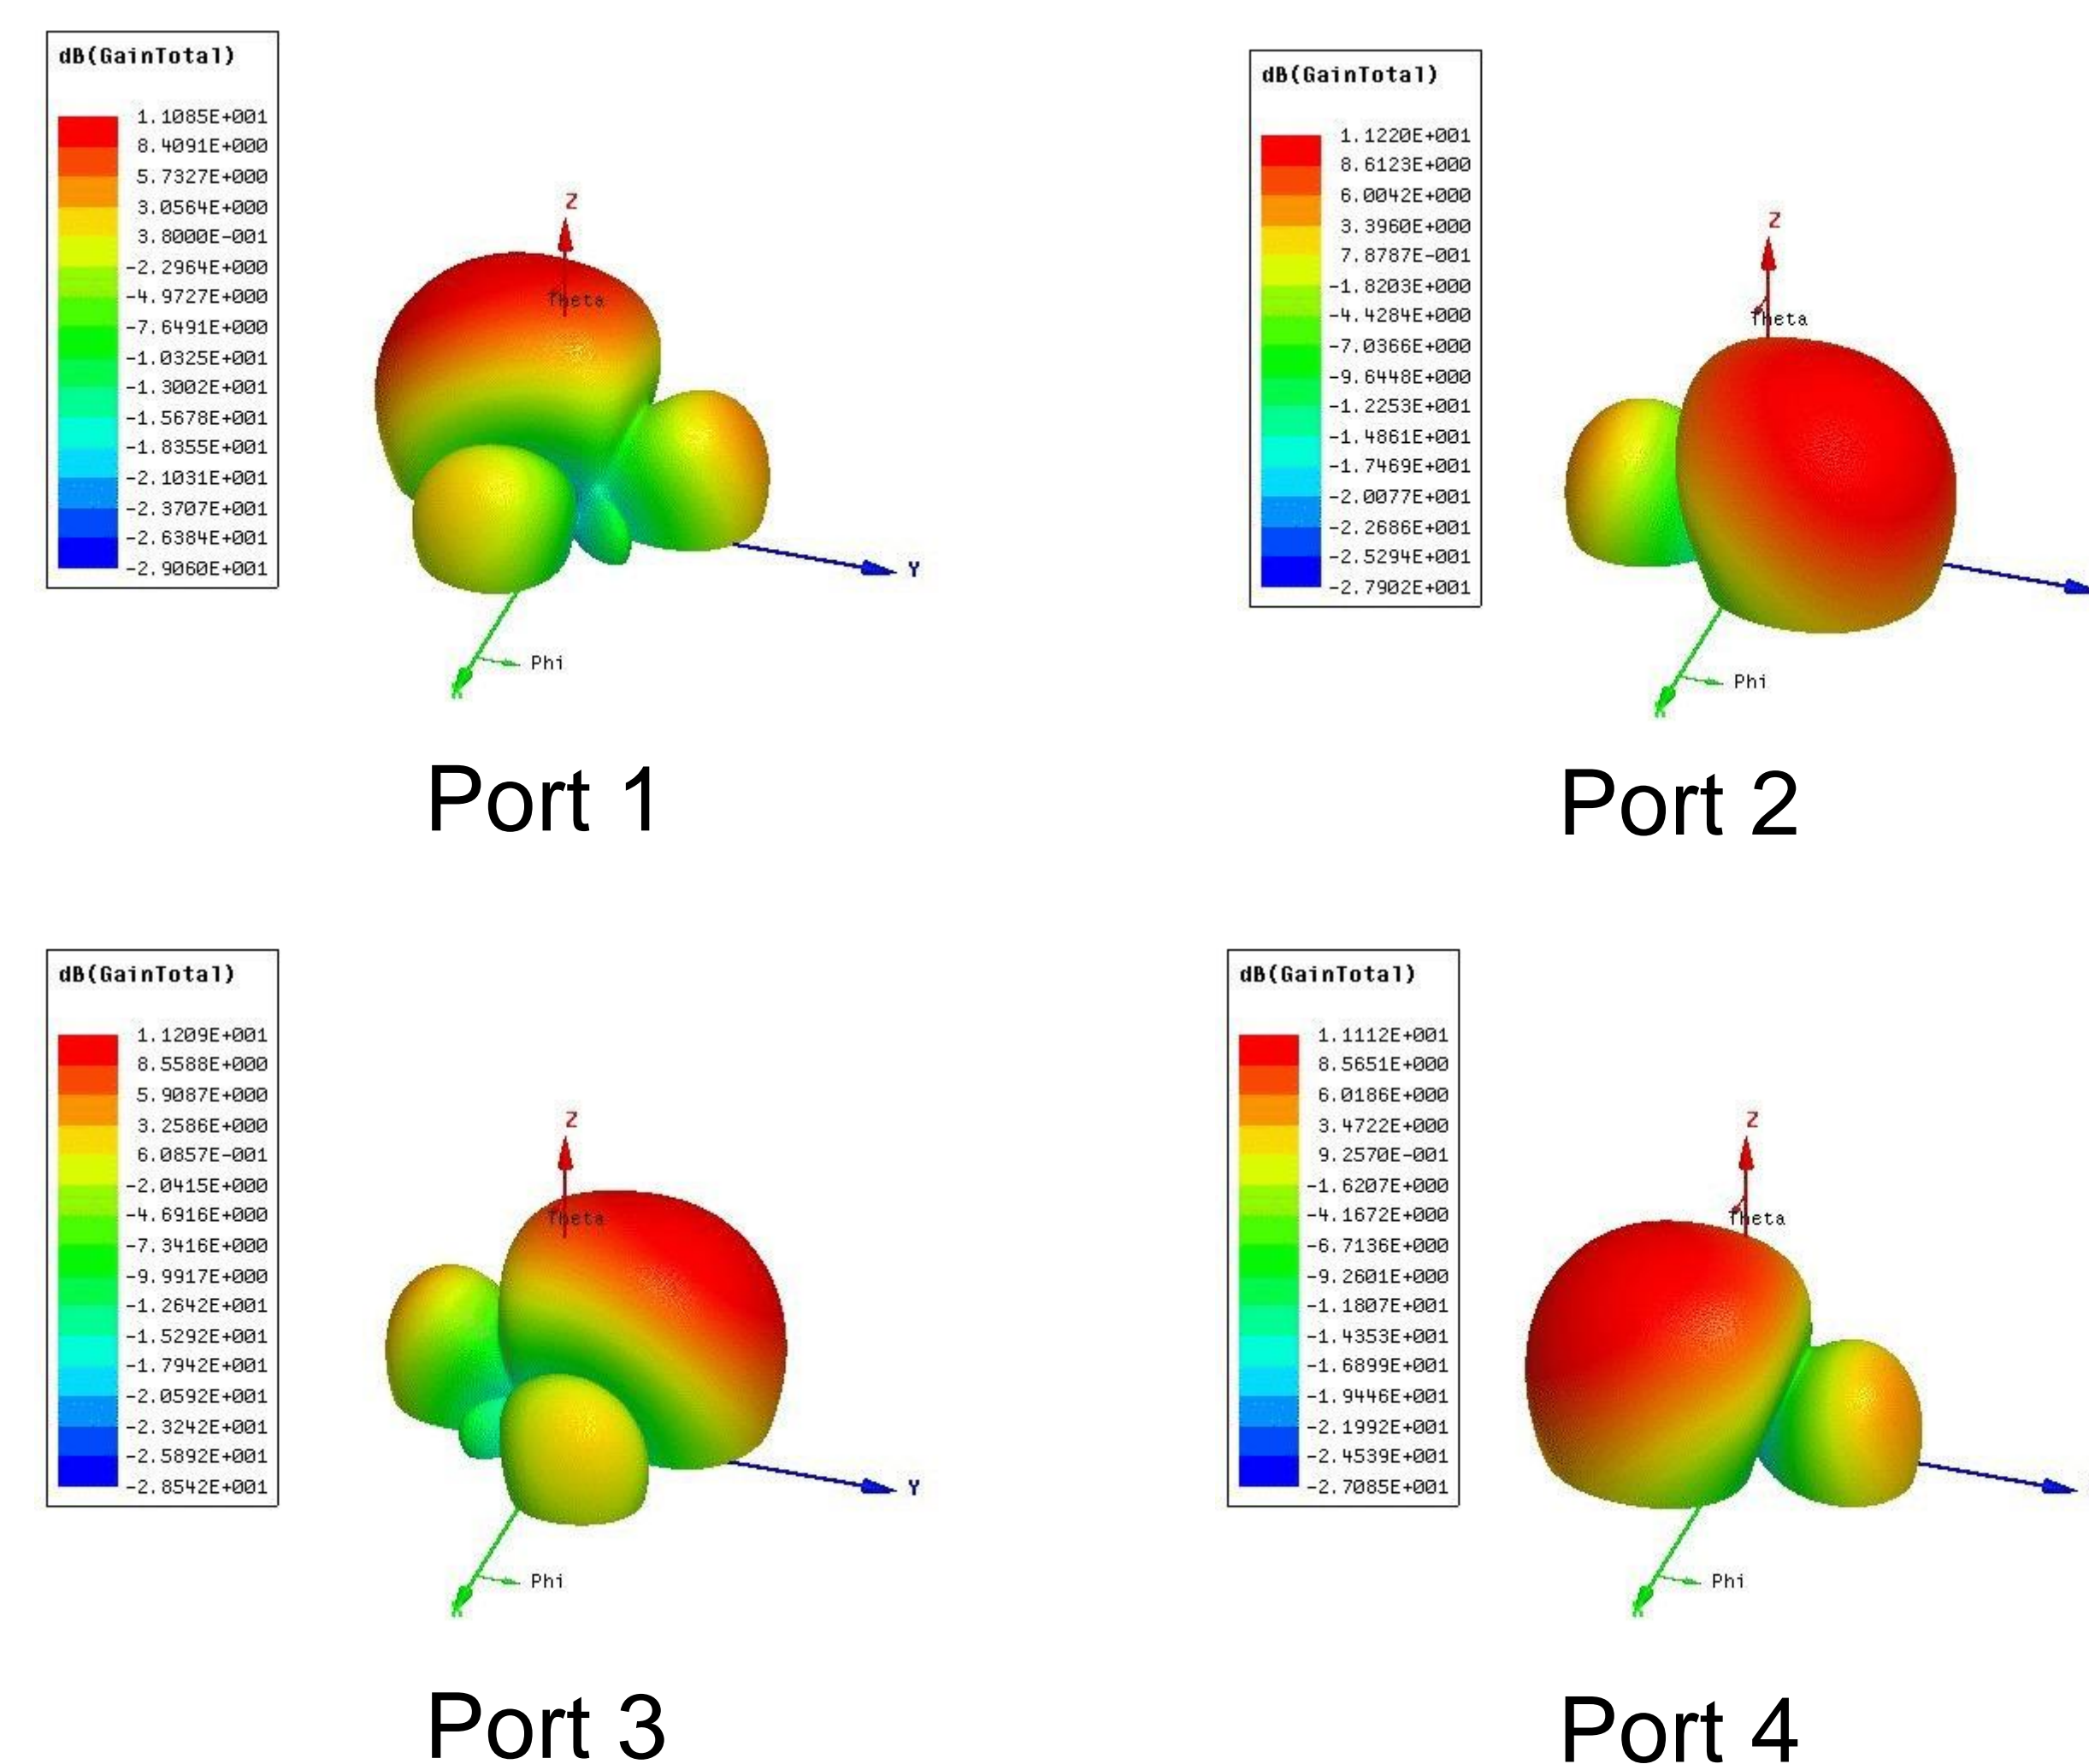 dB(GainTotal)
1.1085E+001
8.4091E+000
5.7327E+000
3.0564E+000
3.8000E-001
-2.2964E+000
-4.9727E+000
-7.6491E+000
-1.0325E+001
-1.3002E+001
-1.5678E+001
-1.8355E+001
-2.1031E+001
-2.3707E+001
-2.6384E+001
-2.9060E+001
Z
Theta
Y
Phi
Port 1
dB(GainTotal)
1.1220E+001
8.6123E+000
6.0042E+000
3.3960E+000
7.8787E-001
-1.8203E+000
-4.4284E+000
-7.0366E+000
-9.6448E+000
-1.2253E+001
-1.4861E+001
-1.7469E+001
-2.0077E+001
-2.2686E+001
-2.5294E+001
-2.7902E+001
Z
Theta
Phi
Port 2
dB(GainTotal)
1.1209E+001
8.5588E+000
5.9087E+000
3.2586E+000
6.0857E-001
-2.0415E+000
-4.6916E+000
-7.3416E+000
-9.9917E+000
-1.2642E+001
-1.5292E+001
-1.7942E+001
-2.0592E+001
-2.3242E+001
-2.5892E+001
-2.8542E+001
Z
Theta
Y
Phi
Port 3
dB(GainTotal)
1.1112E+001
8.5651E+000
6.0186E+000
3.4722E+000
9.2570E-001
-1.6207E+000
-4.1672E+000
-6.7136E+000
-9.2601E+000
-1.1807E+001
-1.4353E+001
-1.6899E+001
-1.9446E+001
-2.1992E+001
-2.4539E+001
-2.7085E+001
Z
Theta
Phi
Port 4